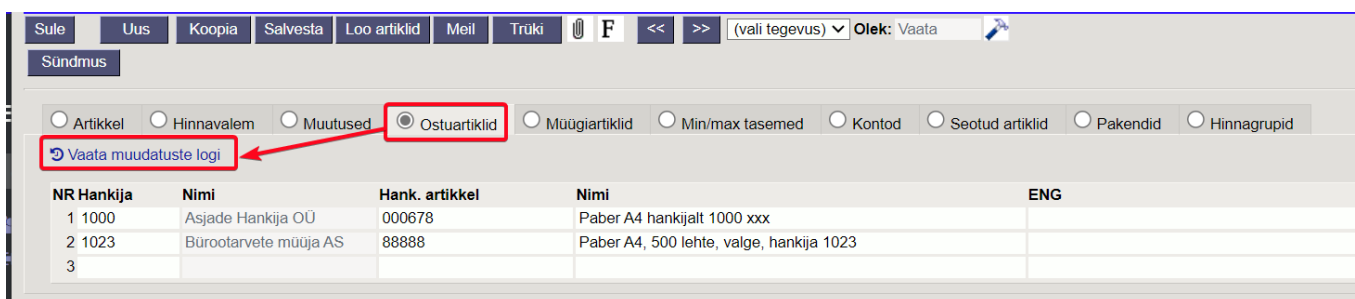 Sule Uus Koopia Salvesta Loo artiklid Meil Trüki F << >> (vali tegevus) Olek: Vaata
Sündmus
Artikkel Hinnavalem Muutused Ostuartiklid Müügiartiklid Min/max tasemed Kontod Seotud artiklid Pakendid Hinnagrupid
Vaata muudatuste logi
NR Hankija Nimi Hank. artikkel Nimi ENG
1 1000 Asjade Hankija OÜ 000678 Paber A4 hankijalt 1000 xxx
2 1023 Bürootarvete müüja AS 88888 Paber A4, 500 lehte, valge, hankija 1023
3